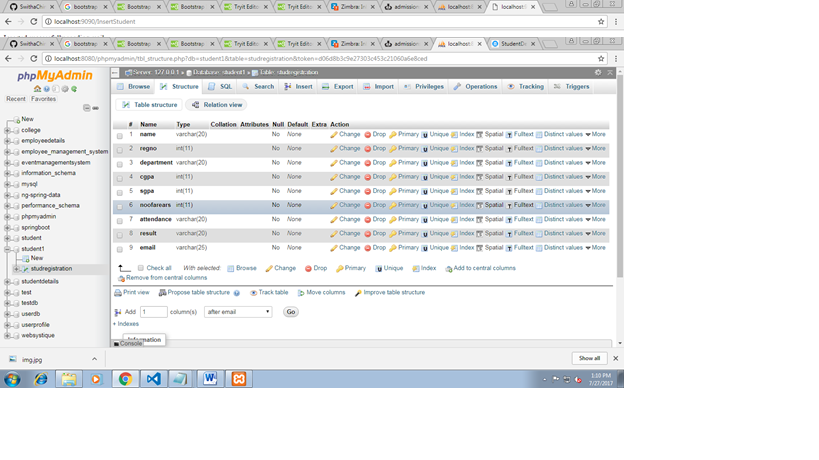 SwithaChe bootstrap Bootstrap Bootstrap Bootstrap Tryit Edito Tryit Edito Tryit Edito Zimbra: In admission localhost localhost:
localhost:9090/InsertStudent
SwithaChe bootstrap Bootstrap Bootstrap Bootstrap Tryit Edito Tryit Edito Tryit Edito Zimbra: In admission localhost StudentD
localhost:8080/phpmyadmin/tbl_structure.php?db=student1&table=studregistration&token=d06d8b3c9e27303c453c21060a6e8ced
phpMyAdmin
Recent Favorites
New
college
employeedetails
employee_management_system
eventmanagementsystem
information_schema
mysql
ng-spring-data
performance_schema
phpmyadmin
springboot
student
student1
New
studregistration
studentdetails
test
testdb
userdb
userprofile
websystique
Server: 127.0.0.1 » Database: student1 » Table: studregistration
Browse Structure SQL Search Insert Export Import Privileges Operations Tracking Triggers
Table structure Relation view
# Name Type Collation Attributes Null Default Extra Action
1 name varchar(20) No None Change Drop Primary Unique Index Spatial Fulltext Distinct values More
2 regno int(11) No None Change Drop Primary Unique Index Spatial Fulltext Distinct values More
3 department varchar(20) No None Change Drop Primary Unique Index Spatial Fulltext Distinct values More
4 cgpa int(11) No None Change Drop Primary Unique Index Spatial Fulltext Distinct values More
5 sgpa int(11) No None Change Drop Primary Unique Index Spatial Fulltext Distinct values More
6 noofarears int(11) No None Change Drop Primary Unique Index Spatial Fulltext Distinct values More
7 attendance varchar(20) No None Change Drop Primary Unique Index Spatial Fulltext Distinct values More
8 result varchar(20) No None Change Drop Primary Unique Index Spatial Fulltext Distinct values More
9 email varchar(25) No None Change Drop Primary Unique Index Spatial Fulltext Distinct values More
Check all With selected: Browse Change Drop Primary Unique Index Add to central columns
Remove from central columns
Print view Propose table structure Track table Move columns Improve table structure
Add 1 column(s) after email Go
+ Indexes
Information
Console
img.jpg Show all
1:10 PM
7/27/2017